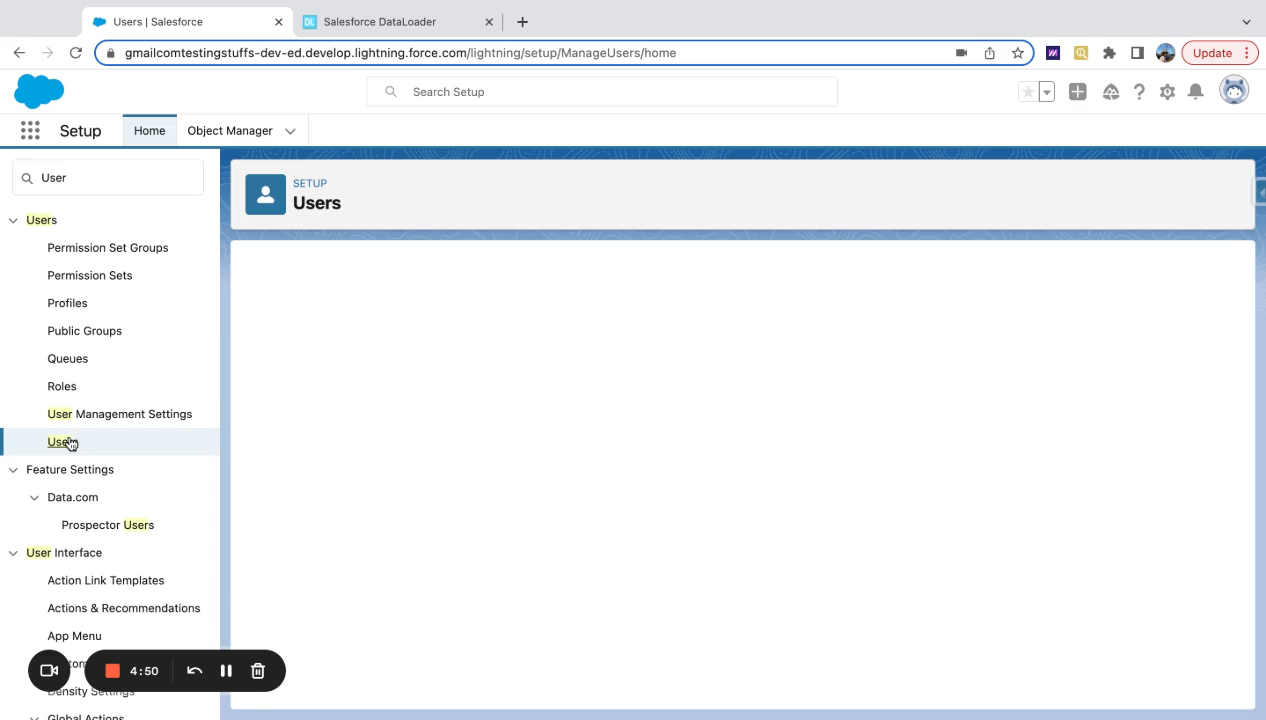 Users | Salesforce
DL Salesforce DataLoader
gmailcomtestingstuffs-dev-ed.develop.lightning.force.com/lightning/setup/ManageUsers/home
Update
Search Setup
Setup
Home
Object Manager
User
SETUP
Users
Users
Permission Set Groups
Permission Sets
Profiles
Public Groups
Queues
Roles
User Management Settings
Feature Settings
Data.com
Prospector Users
User Interface
Action Link Templates
Actions & Recommendations
App Menu
4:50
Density Settings
Global Actions